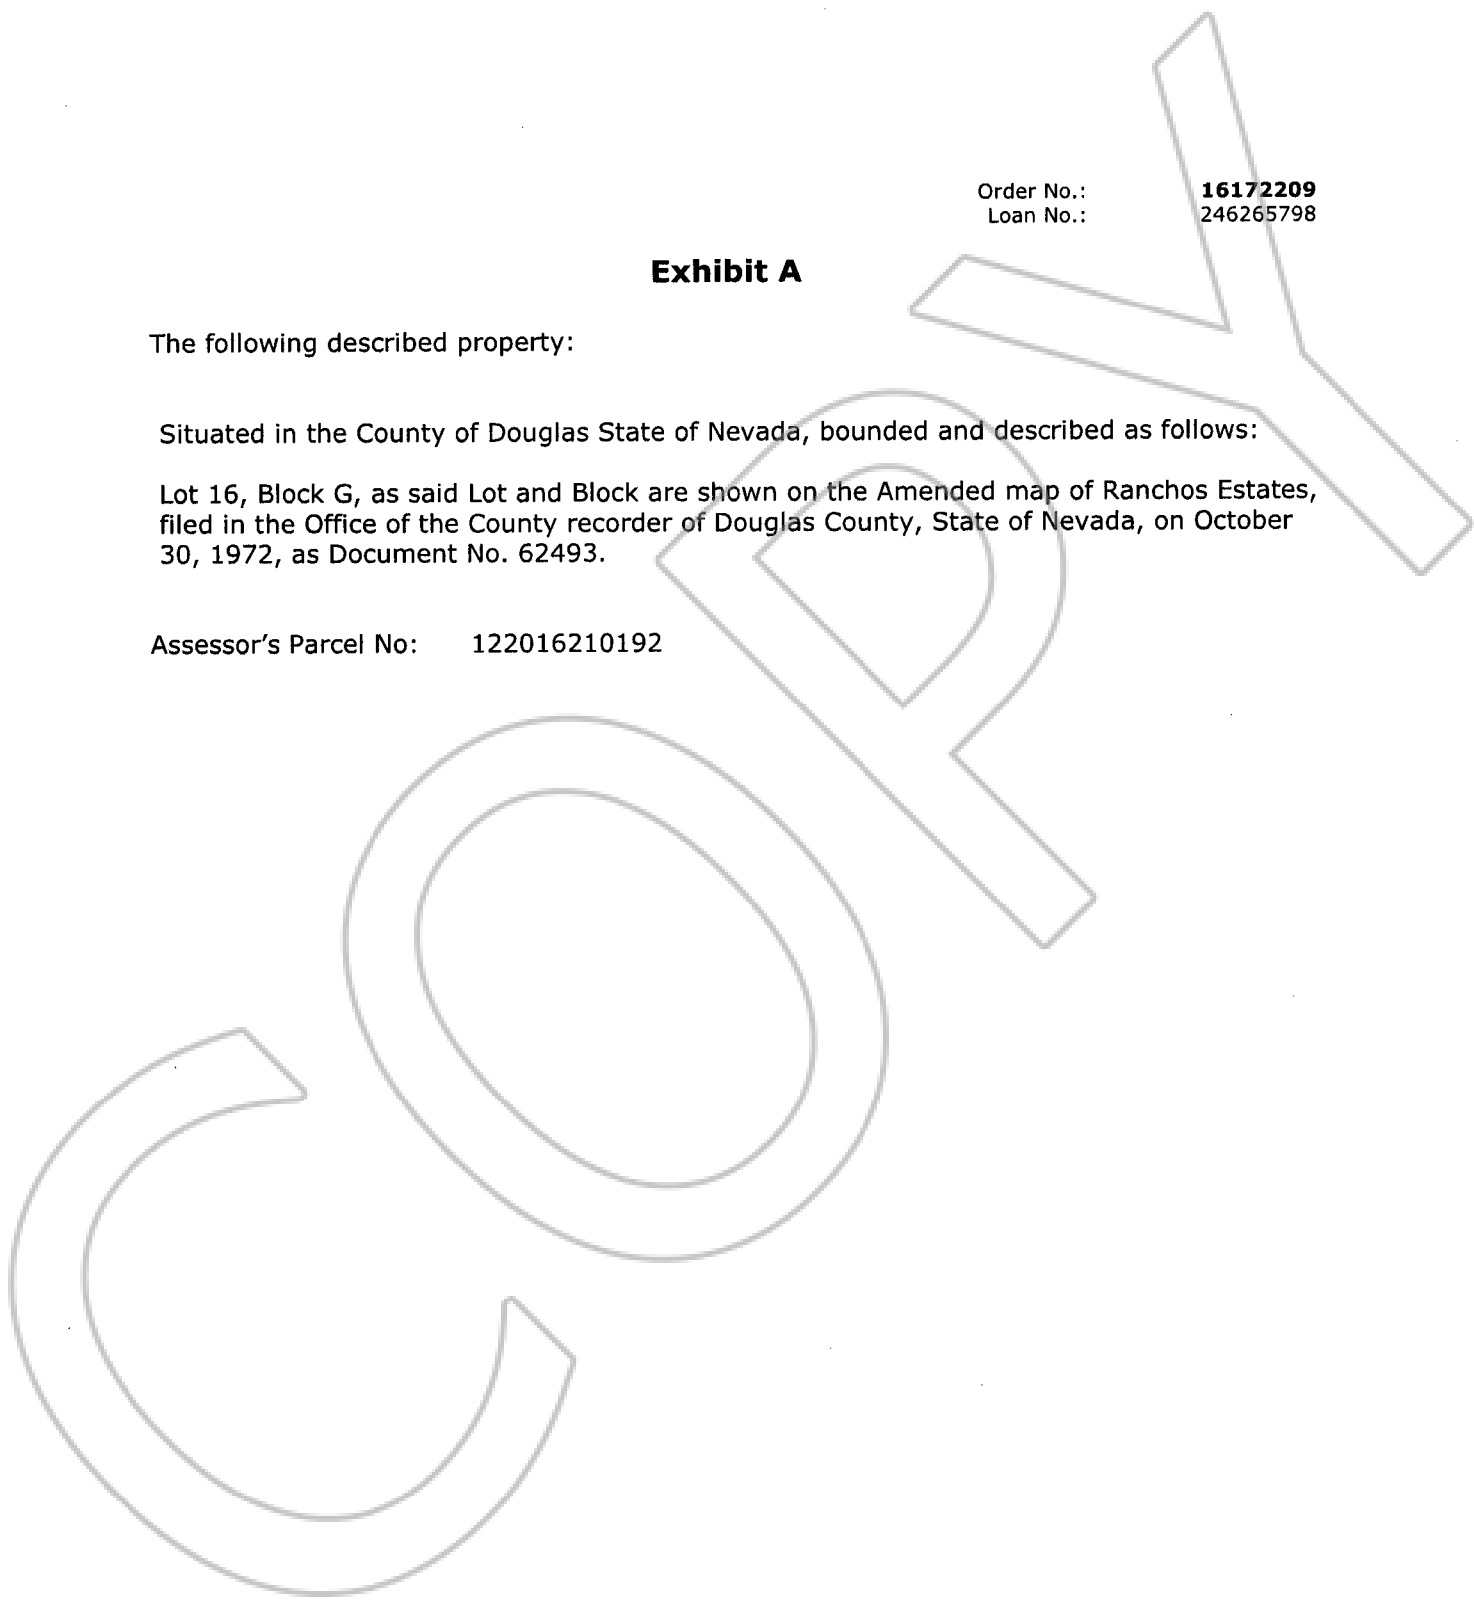 Order No.: 16172209
Loan No.: 246265798
Exhibit A
The following described property:
Situated in the County of Douglas State of Nevada, bounded and described as follows:
Lot 16, Block G, as said Lot and Block are shown on the Amended map of Ranchos Estates,
filed in the Office of the County recorder of Douglas County, State of Nevada, on October
30, 1972, as Document No. 62493.
Assessor's Parcel No: 122016210192
COPY